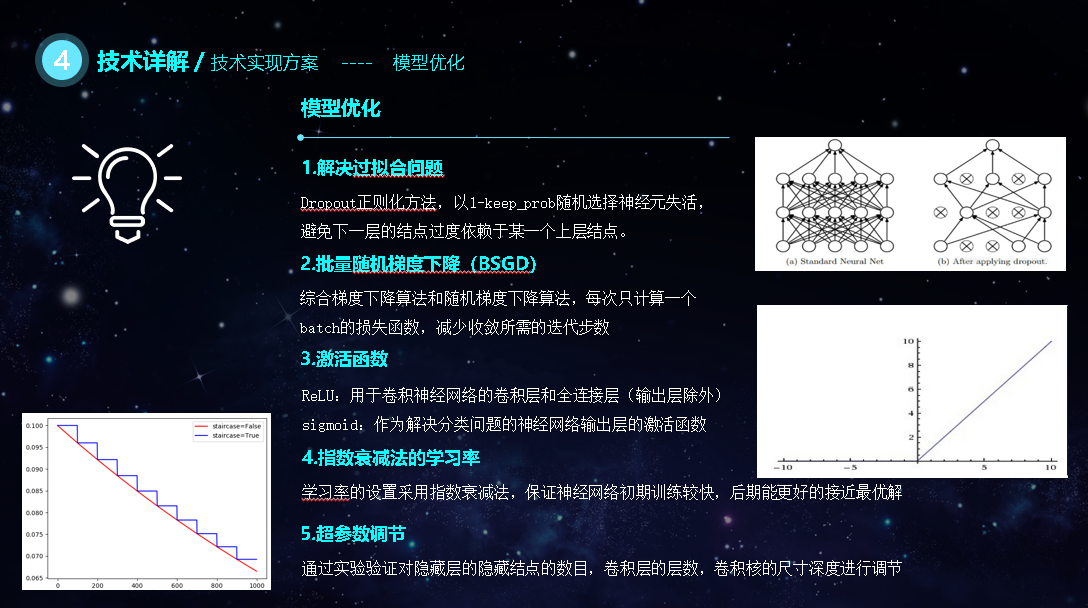 4
技术详解 / 技术实现方案 ---- 模型优化
模型优化
1.解决过拟合问题
Dropout正则化方法，以1-keep_prob随机选择神经元失活，
避免下一层的结点过度依赖于某一个上层结点。
2.批量随机梯度下降（BSGD）
综合梯度下降算法和随机梯度下降算法，每次只计算一个
batch的损失函数，减少收敛所需的迭代步数
3.激活函数
ReLU：用于卷积神经网络的卷积层和全连接层（输出层除外）
sigmoid：作为解决分类问题的神经网络输出层的激活函数
4.指数衰减法的学习率
学习率的设置采用指数衰减法，保证神经网络初期训练较快，后期能更好的接近最优解
5.超参数调节
通过实验验证对隐藏层的隐藏结点的数目，卷积层的层数，卷积核的尺寸深度进行调节
(a) Standard Neural Net
(b) After applying dropout.
10
8
6
4
2
-10
-5
5
10
staircase=False
staircase=True
0.100
0.095
0.090
0.085
0.080
0.075
0.070
0.065
0
200
400
600
800
1000